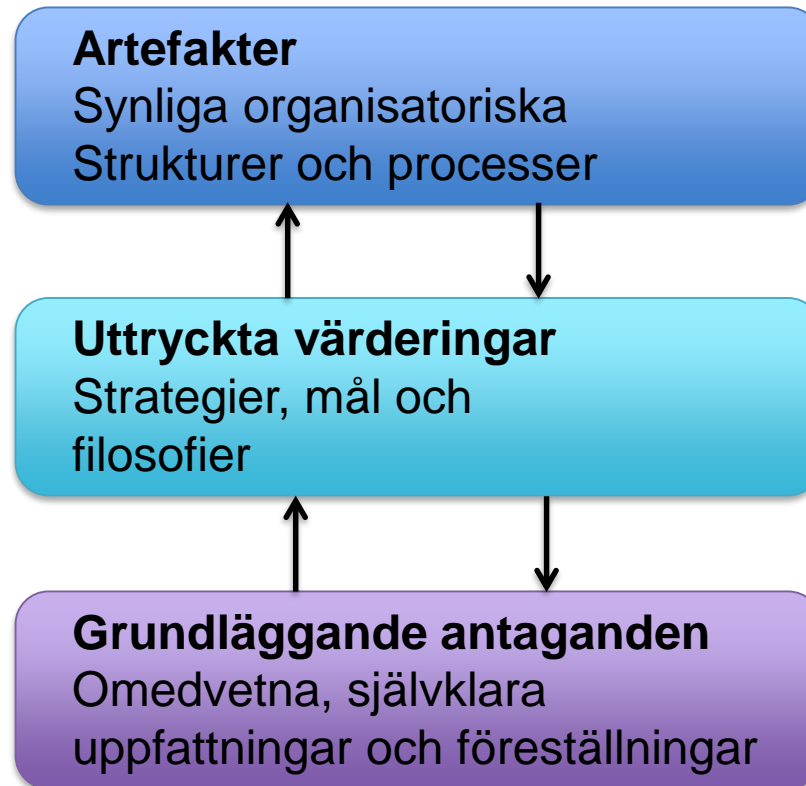 Artefakter
Synliga organisatoriska
Strukturer och processer
Uttryckta värderingar
Strategier, mål och
filosofier
Grundläggande antaganden
Omedvetna, självklara
uppfattningar och föreställningar